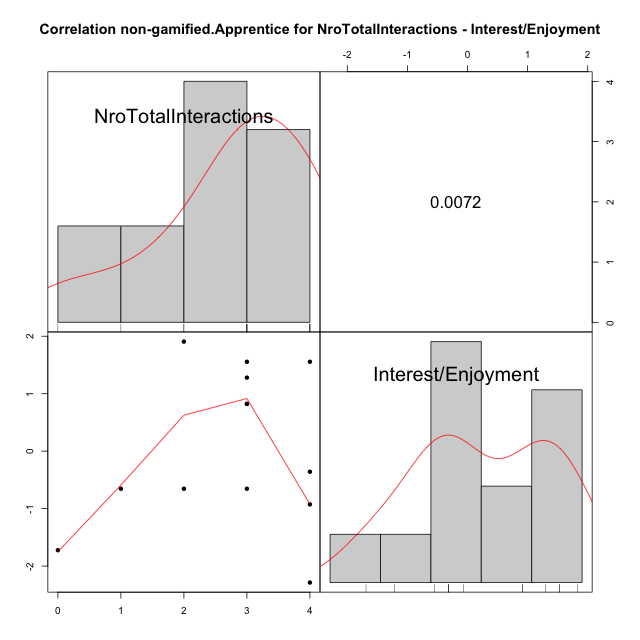 Correlation non-gamified.Apprentice for NroTotalInteractions - Interest/Enjoyment
-2 -1 0 1 2
NroTotalInteractions
0.0072
4
3
2
1
0
2
1
0
-1
-2
Interest/Enjoyment
0 1 2 3 4